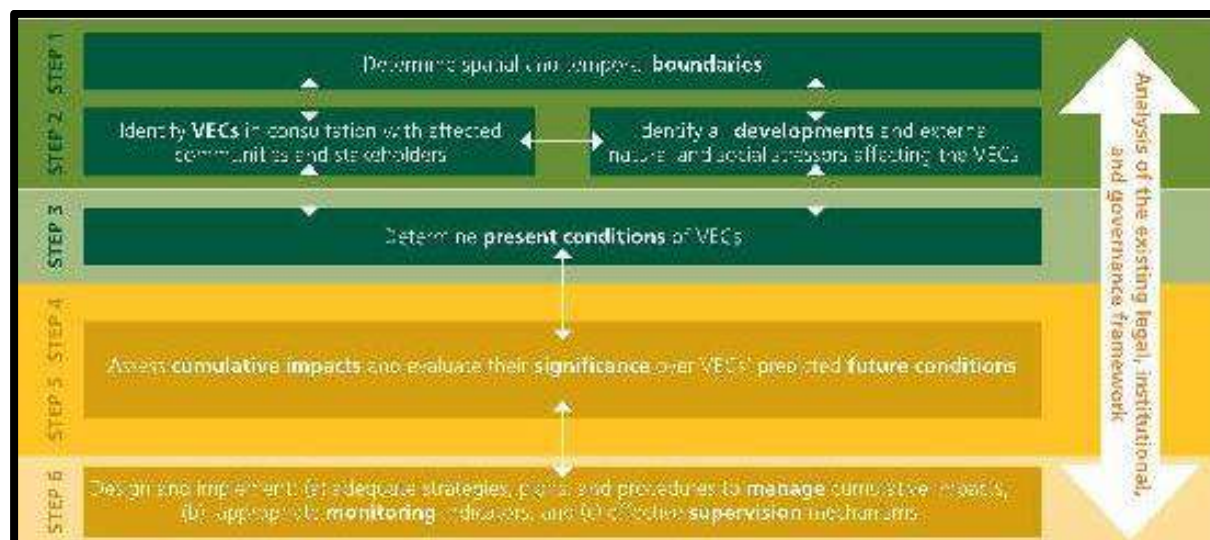 STEP 1
Determine spatial and temporal boundaries
STEP 2
Identify VECs in consultation with affected
communities and stakeholders
Identify all developments and external
natural and social stressors affecting the VECs
STEP 3
Determine present conditions of VECs
STEP 4
STEP 5
Assess cumulative impacts and evaluate their significance over VECs' predicted future conditions
STEP 6
Design and implement: (a) adequate strategies, plans, and procedures to manage cumulative impacts,
(b) appropriate monitoring indicators, and (c) effective supervision mechanisms
Analysis of the existing legal, institutional,
and governance framework